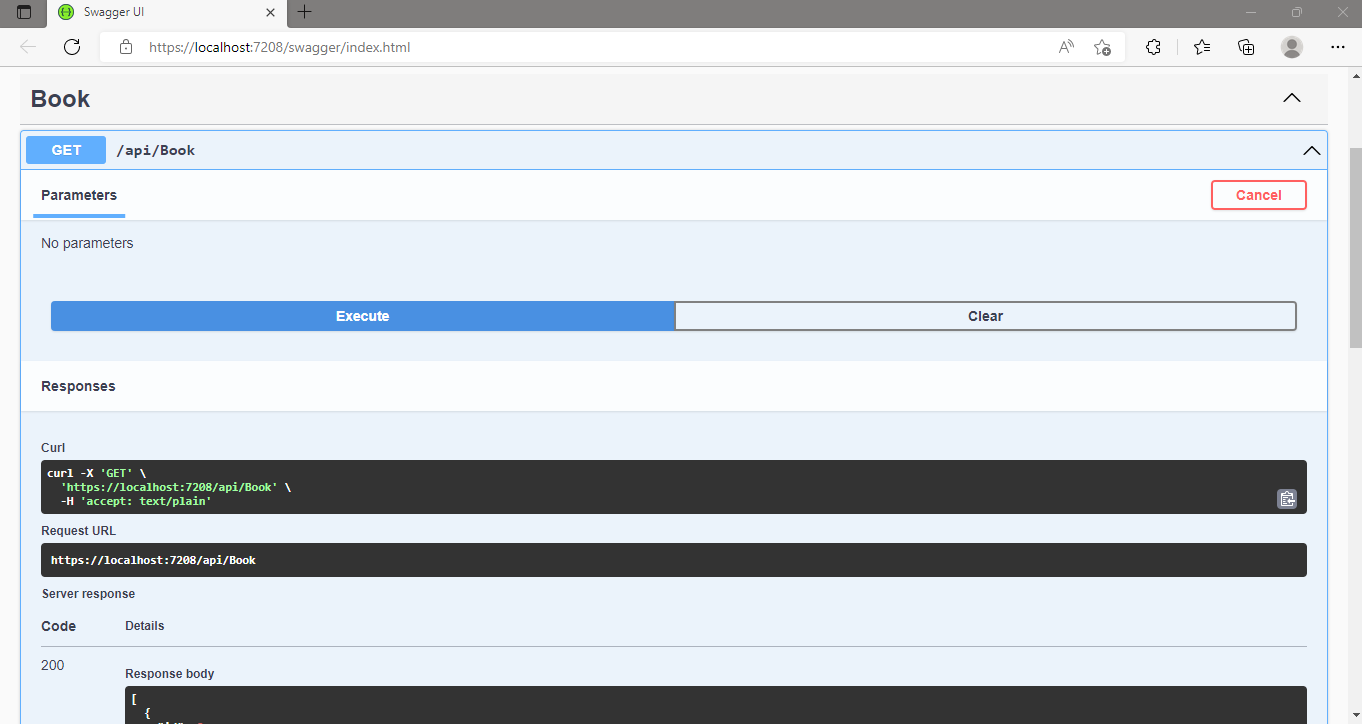 Swagger UI
https://localhost:7208/swagger/index.html
Book
GET /api/Book
Parameters
Cancel
No parameters
Execute
Clear
Responses
Curl
curl -X 'GET' \
'https://localhost:7208/api/Book' \
-H 'accept: text/plain'
Request URL
https://localhost:7208/api/Book
Server response
Code Details
200
Response body
[
{